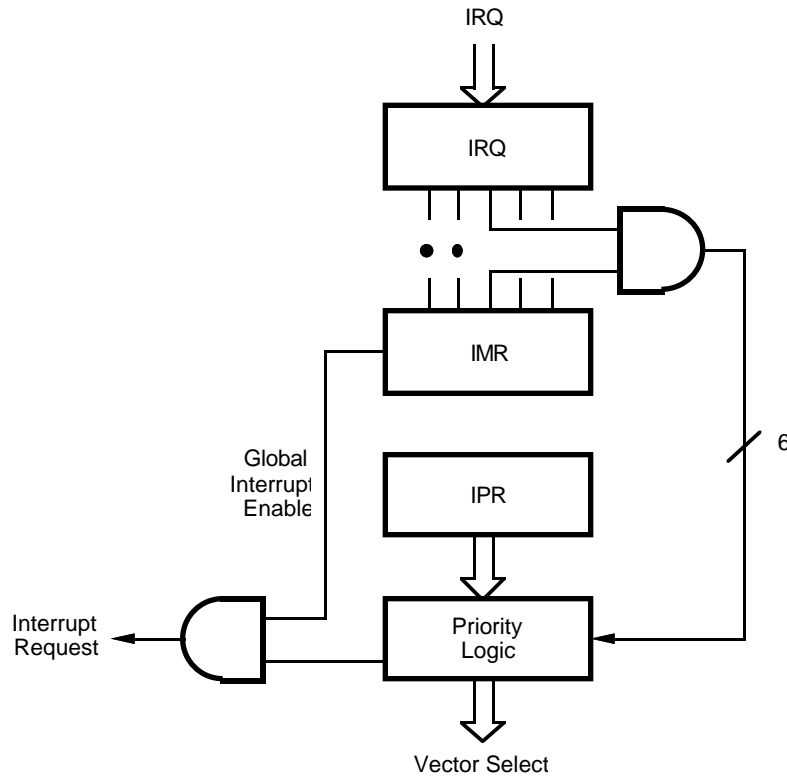 IRQ
IRQ
IMR
6
Global
Interrupt
Enable
IPR
Interrupt
Request
Priority
Logic
Vector Select